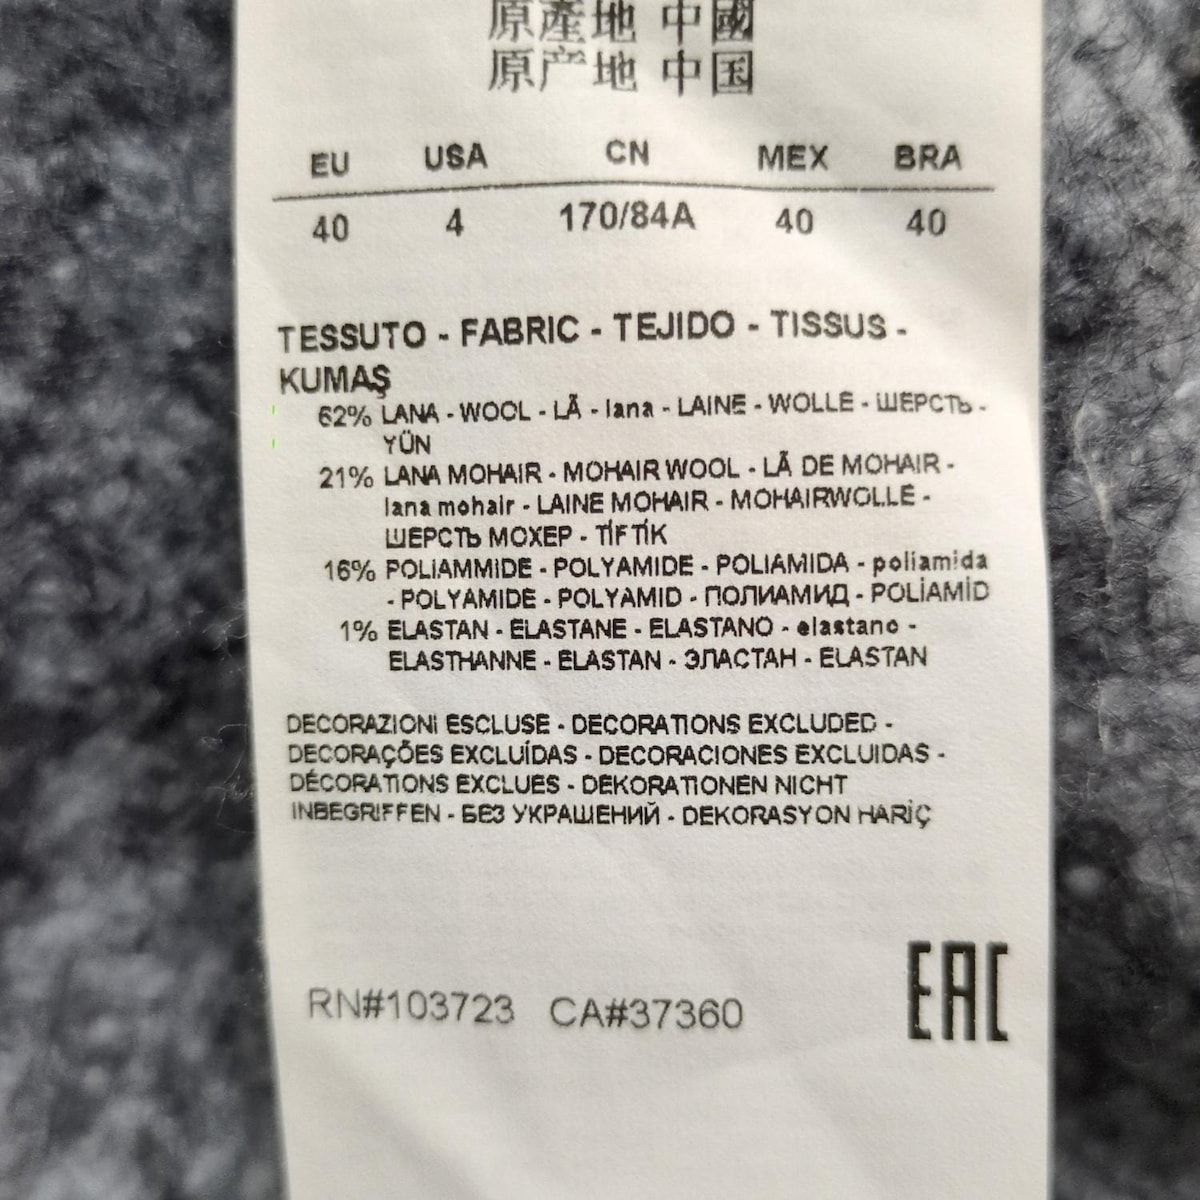 原產地 中國
原产地 中国
EU USA CN MEX BRA
40 4 170/84A 40 40
TESSUTO - FABRIC - TEJIDO - TISSUS -
KUMAŞ
62% LANA - WOOL - LÃ - lana - LAINE - WOLLE - ШЕРСТЬ -
YÜN
21% LANA MOHAIR - MOHAIR WOOL - LÃ DE MOHAIR -
lana mohair - LAINE MOHAIR - MOHAIRWOLLE -
ШЕРСТЬ МОХЕР - TİFTİK
16% POLIAMMIDE - POLYAMIDE - POLIAMIDA - poliamida
- POLYAMIDE - POLYAMID - ПОЛИАМИД - POLİAMİD
1% ELASTAN - ELASTANE - ELASTANO - elastano -
ELASTHANNE - ELASTAN - ЭЛАСТАН - ELASTAN
DECORAZIONI ESCLUSE - DECORATIONS EXCLUDED -
DECORAÇÕES EXCLUÍDAS - DECORACIONES EXCLUIDAS -
DÉCORATIONS EXCLUES - DEKORATIONEN NICHT
INBEGRIFFEN - БЕЗ УКРАШЕНИЙ - DEKORASYON HARİÇ
EAC
RN#103723 CA#37360